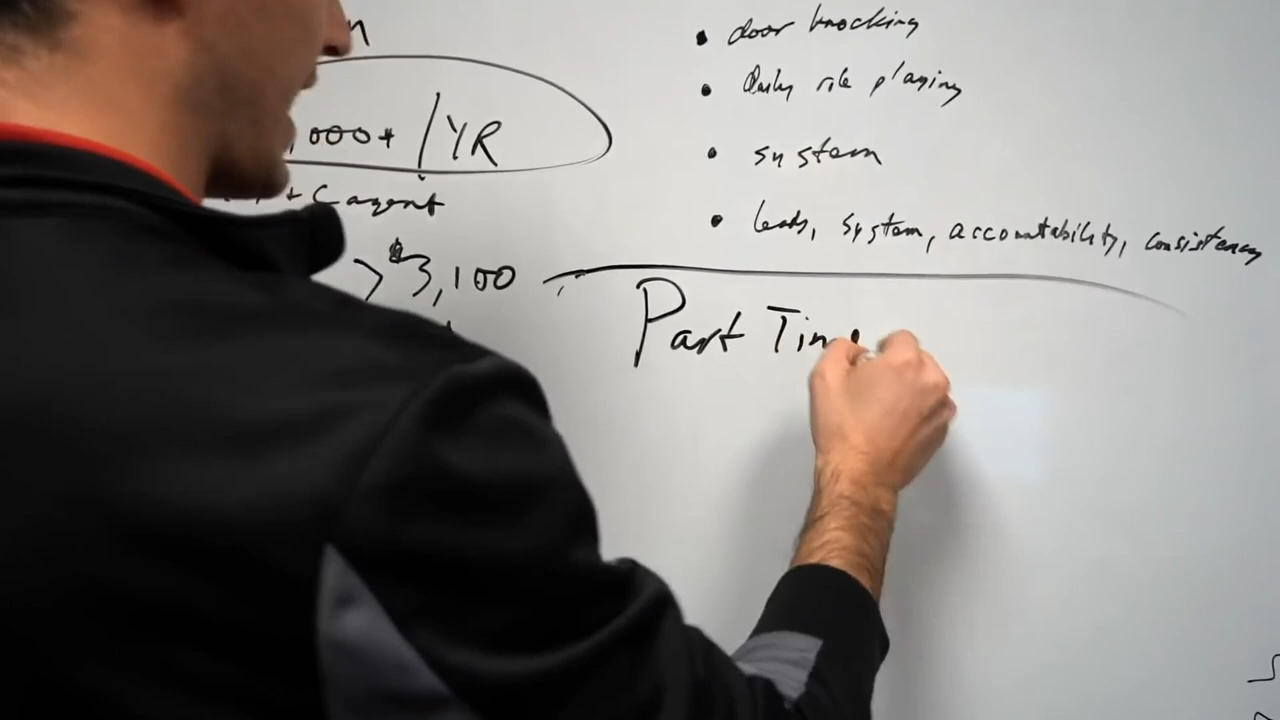 000+ /YR
+ C agent
> $3,100
• door knocking
• daily role playing
• system
• leads, system, accountability, consistency
Part Tim